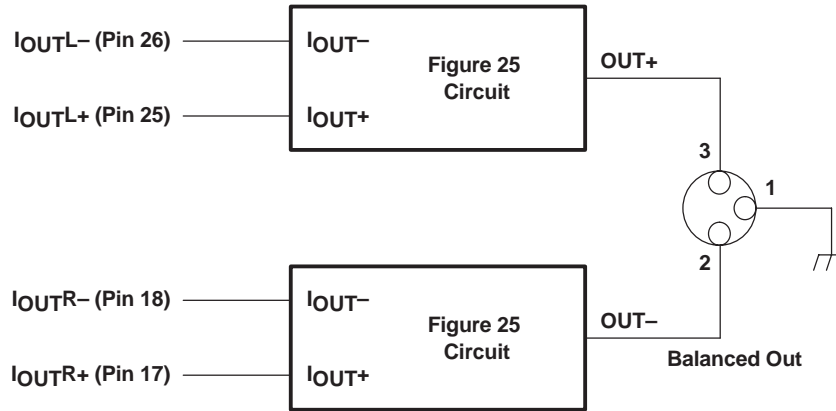 IOUTL– (Pin 26)
IOUT–
Figure 25
Circuit
OUT+
IOUTL+ (Pin 25)
IOUT+
3
1
2
IOUTR– (Pin 18)
IOUT–
Figure 25
Circuit
OUT–
Balanced Out
IOUTR+ (Pin 17)
IOUT+